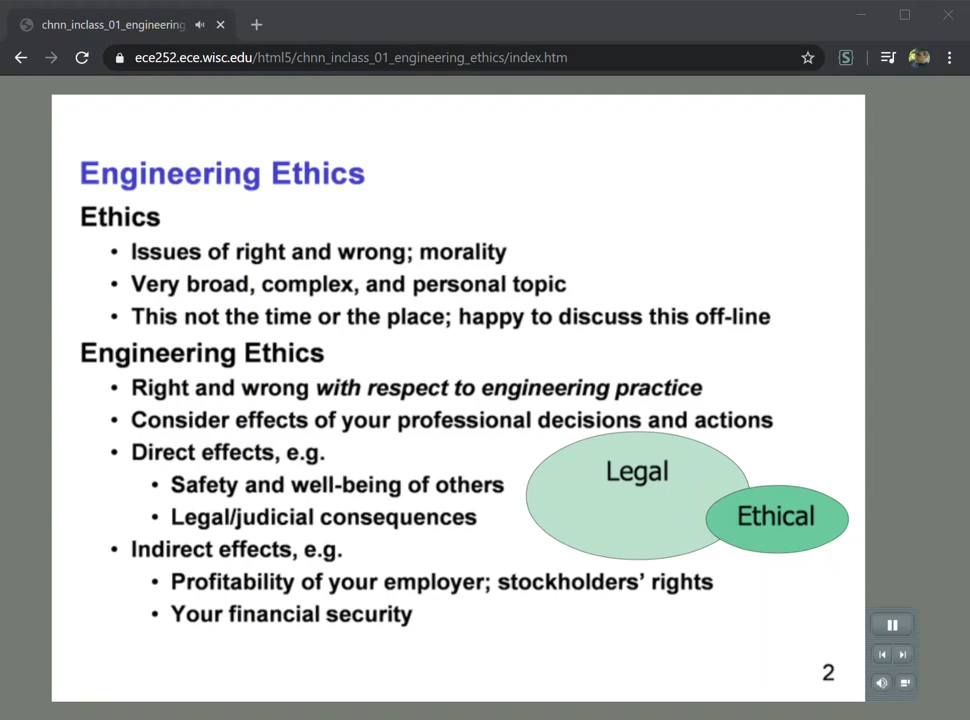 chnn_inclass_01_engineering
ece252.ece.wisc.edu/html5/chnn_inclass_01_engineering_ethics/index.htm
Engineering Ethics
Ethics
• Issues of right and wrong; morality
• Very broad, complex, and personal topic
• This not the time or the place; happy to discuss this off-line
Engineering Ethics
• Right and wrong with respect to engineering practice
• Consider effects of your professional decisions and actions
• Direct effects, e.g.
• Safety and well-being of others
• Legal/judicial consequences
Legal
Ethical
• Indirect effects, e.g.
• Profitability of your employer; stockholders’ rights
• Your financial security
2